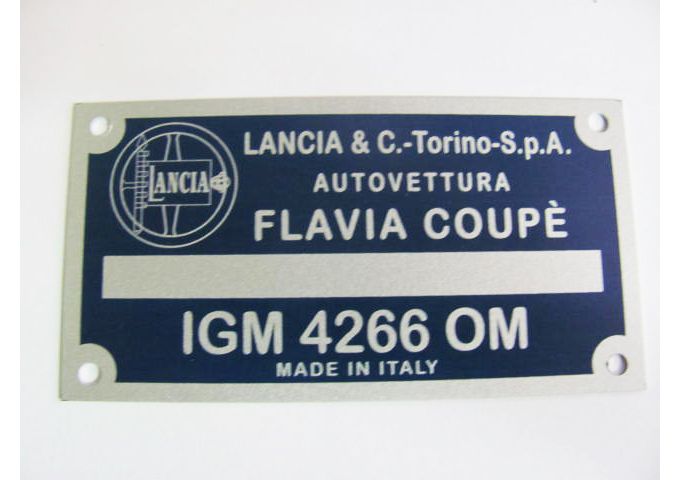 LANCIA & C.-Torino-S.p.A.
LANCIA
AUTOVETTURA
FLAVIA COUPÈ
IGM 4266 OM
MADE IN ITALY